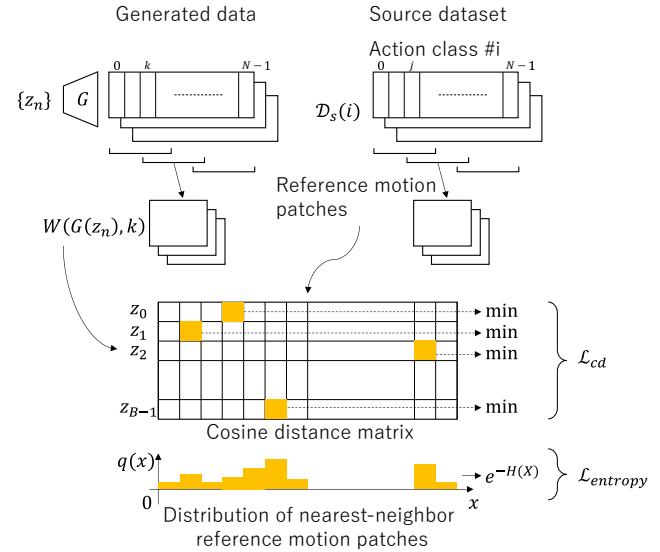 Generated data
Source dataset
Action class #i
0 k N − 1
0 j N − 1
{z_n} G
𝒟_s(i)
Reference motion
patches
W(G(z_n), k)
z_0 min
z_1 min
z_2 min
ℒ_cd
z_{B−1} min
Cosine distance matrix
q(x)
e^{−H(X)}
ℒ_entropy
0 x
Distribution of nearest-neighbor
reference motion patches